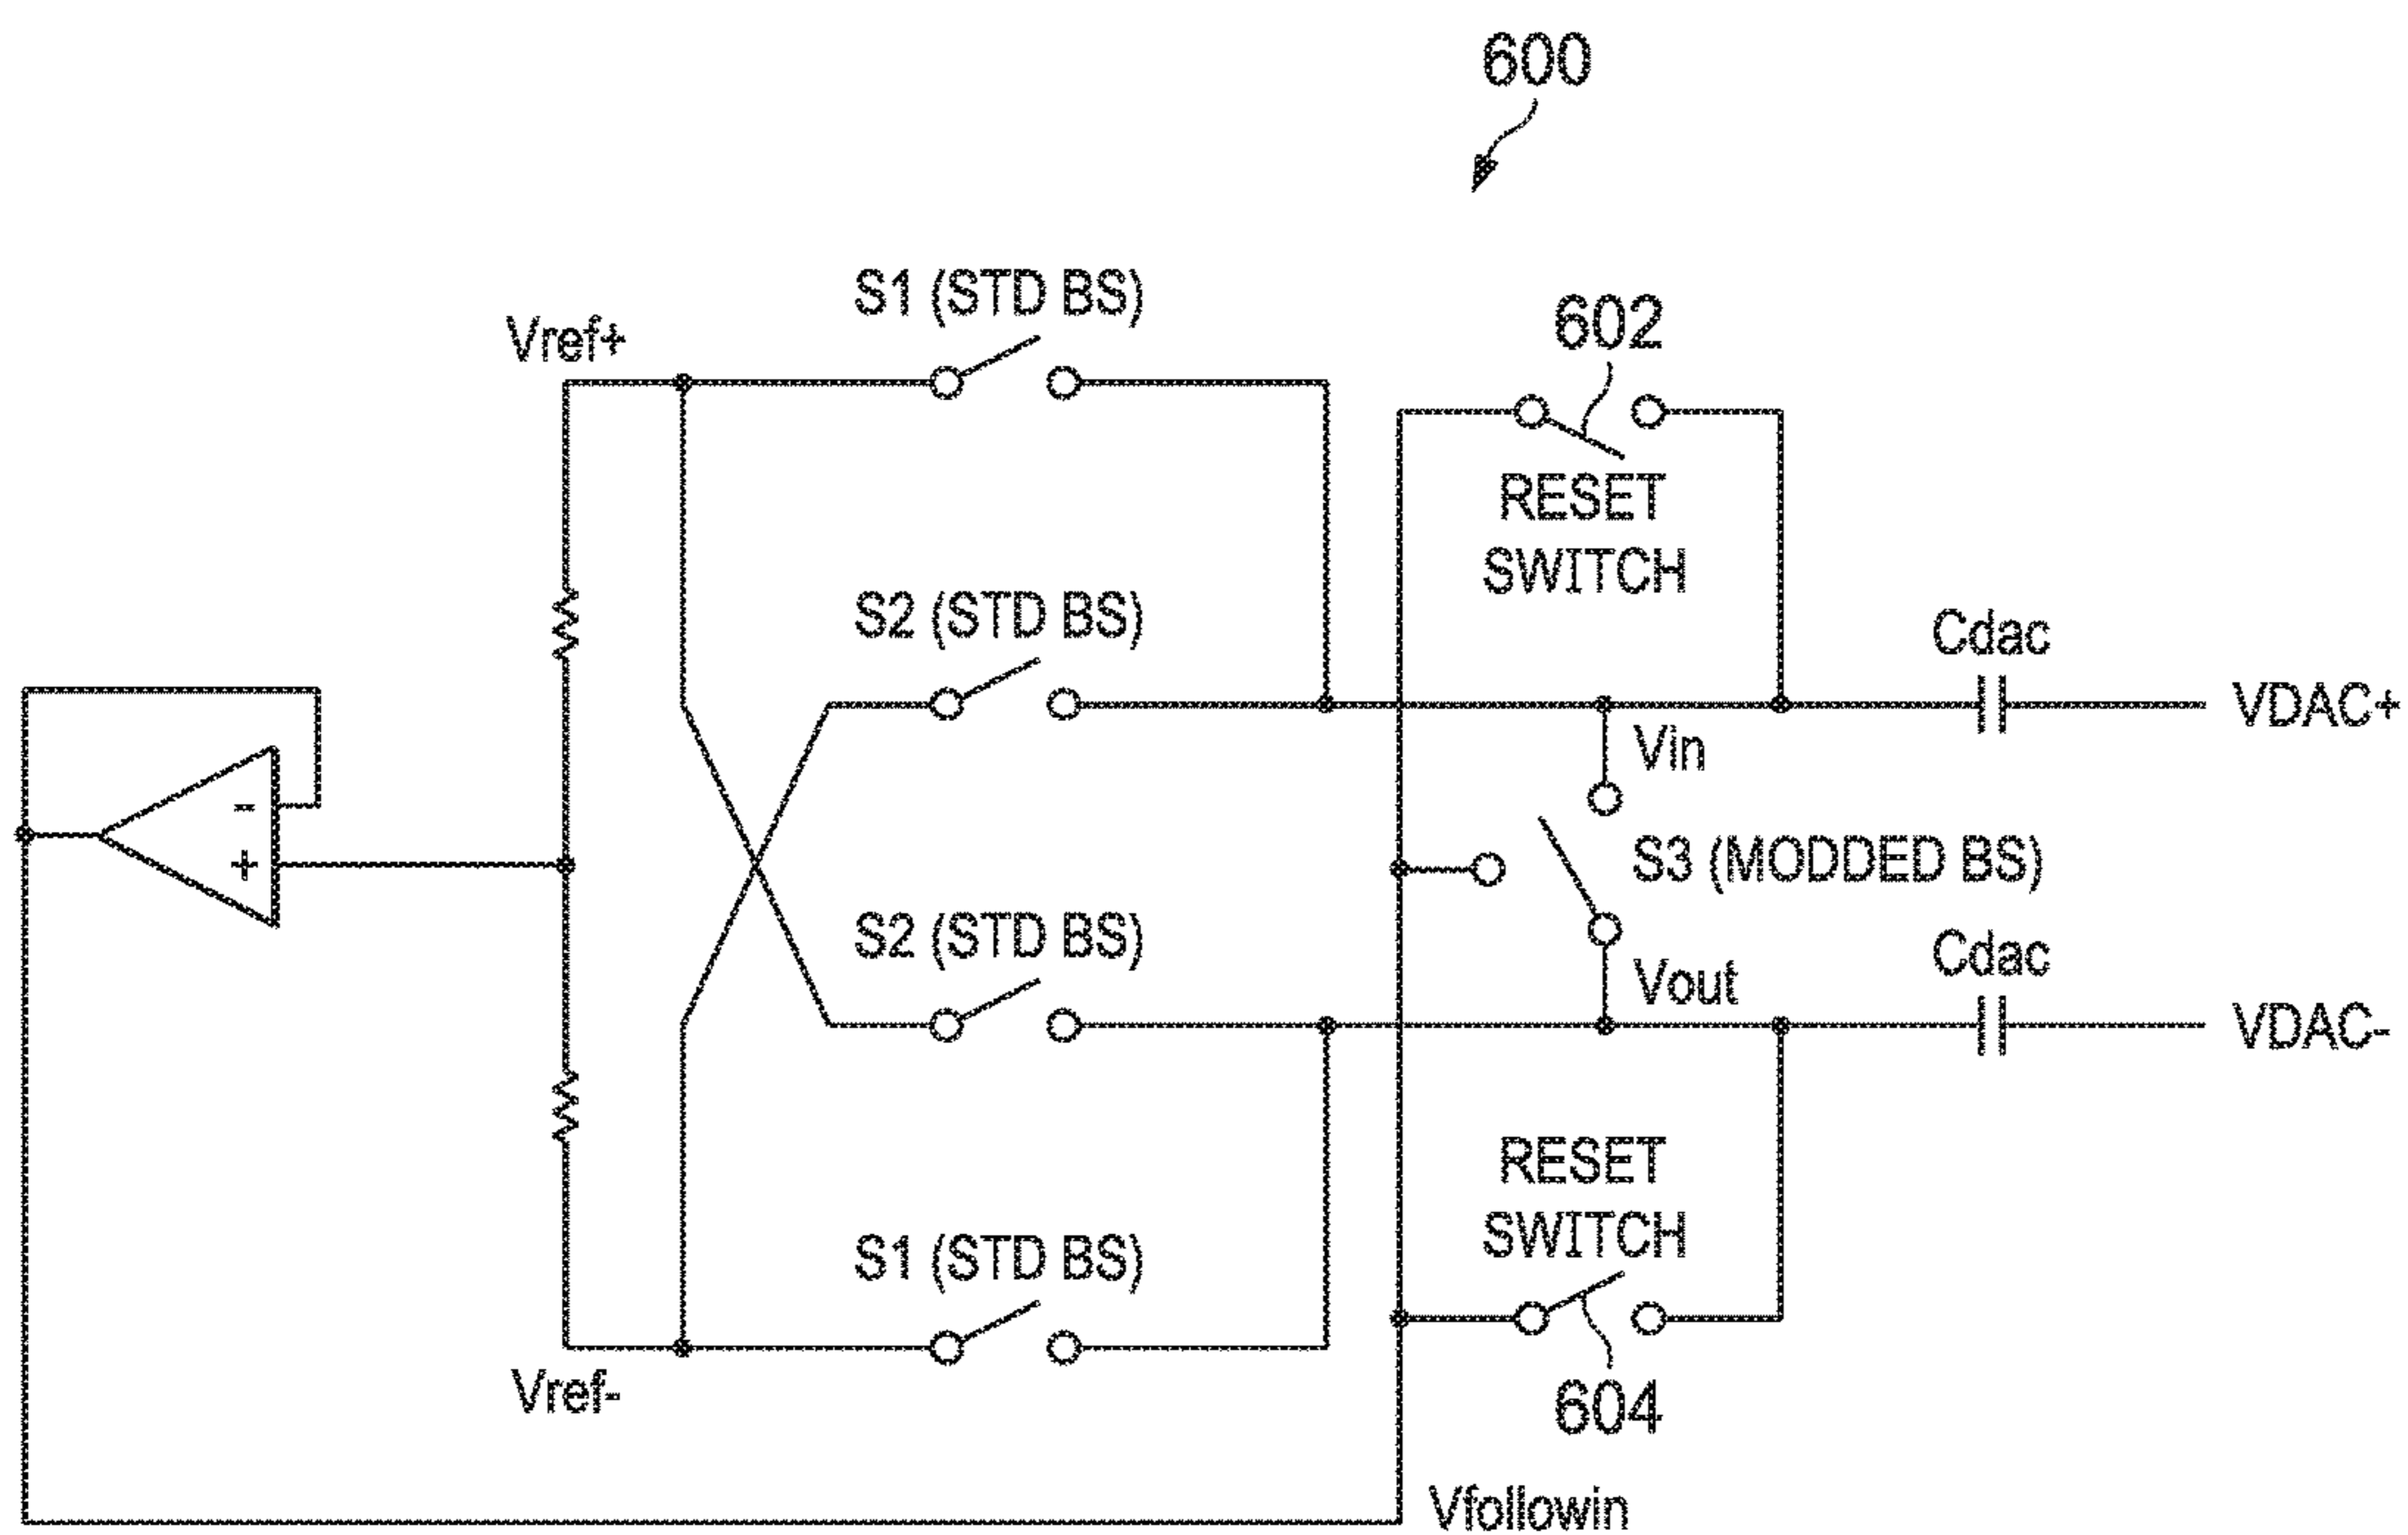 600
S1 (STD BS)
Vref+
602
RESET
SWITCH
S2 (STD BS)
Cdac
VDAC+
Vin
-
+
S3 (MODDED BS)
S2 (STD BS)
Vout
Cdac
VDAC-
RESET
SWITCH
S1 (STD BS)
Vref-
604
Vfollowin